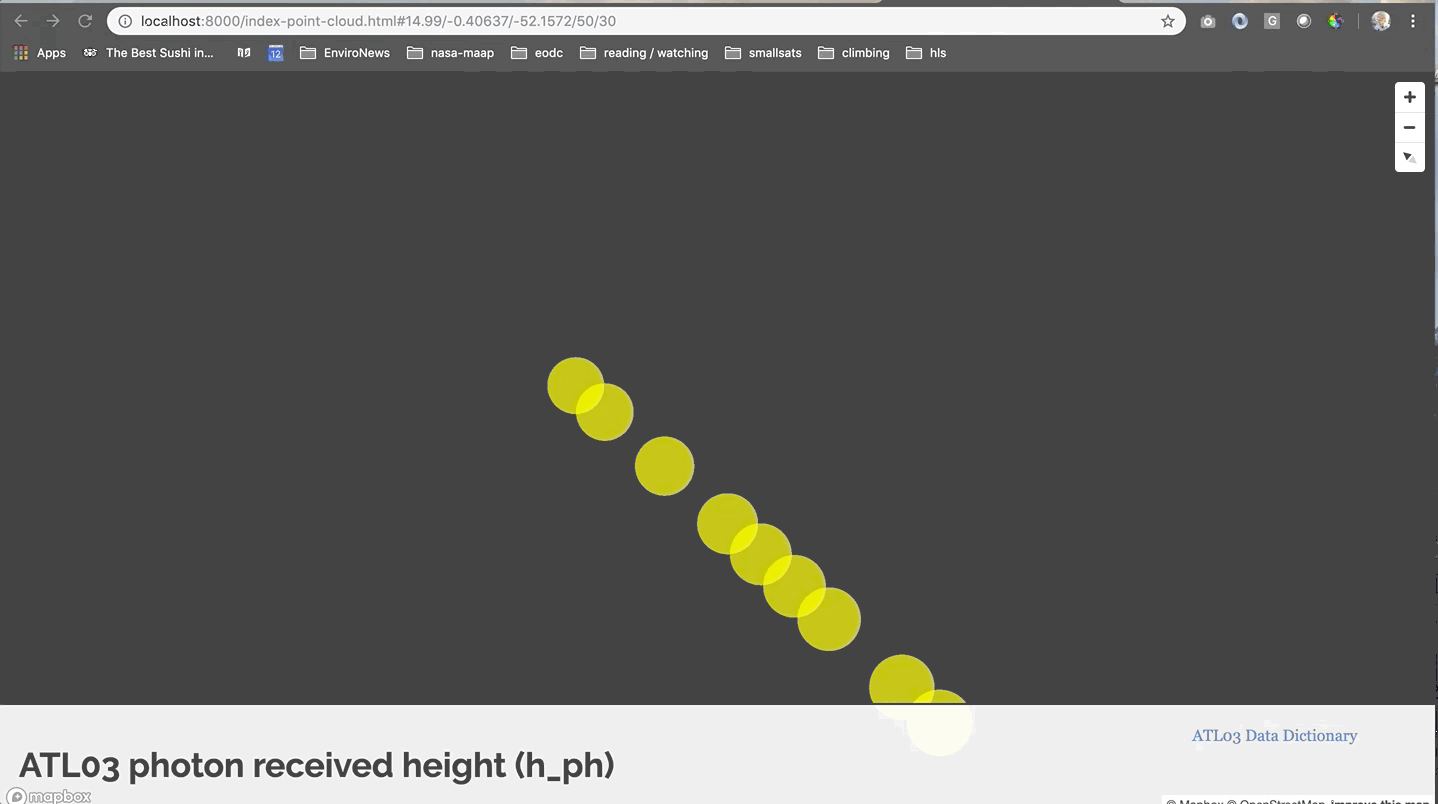 localhost:8000/index-point-cloud.html#14.99/-0.40637/-52.1572/50/30
G
Apps The Best Sushi in... 12 EnviroNews nasa-maap eodc reading / watching smallsats climbing hls
ATL03 Data Dictionary
ATL03 photon received height (h_ph)
mapbox
© Mapbox © OpenStreetMap Improve this map